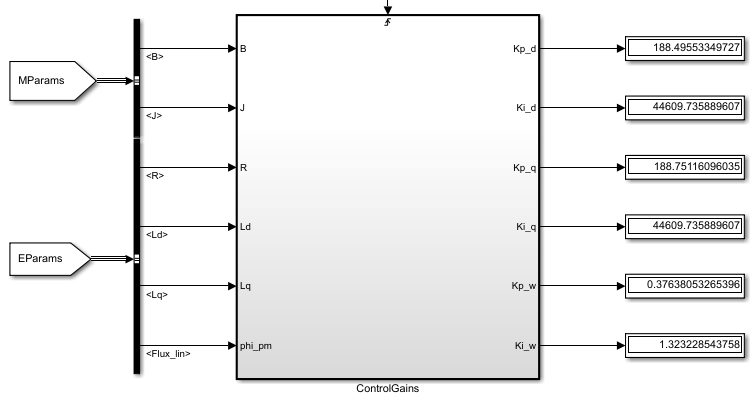 MParams
<B>
<J>
<R>
EParams
<Ld>
<Lq>
<Flux_lin>
B
J
R
Ld
Lq
phi_pm
Kp_d
Ki_d
Kp_q
Ki_q
Kp_w
Ki_w
188.49553349727
44609.735889607
188.75116096035
44609.735889607
0.37638053265396
1.323228543758
ControlGains